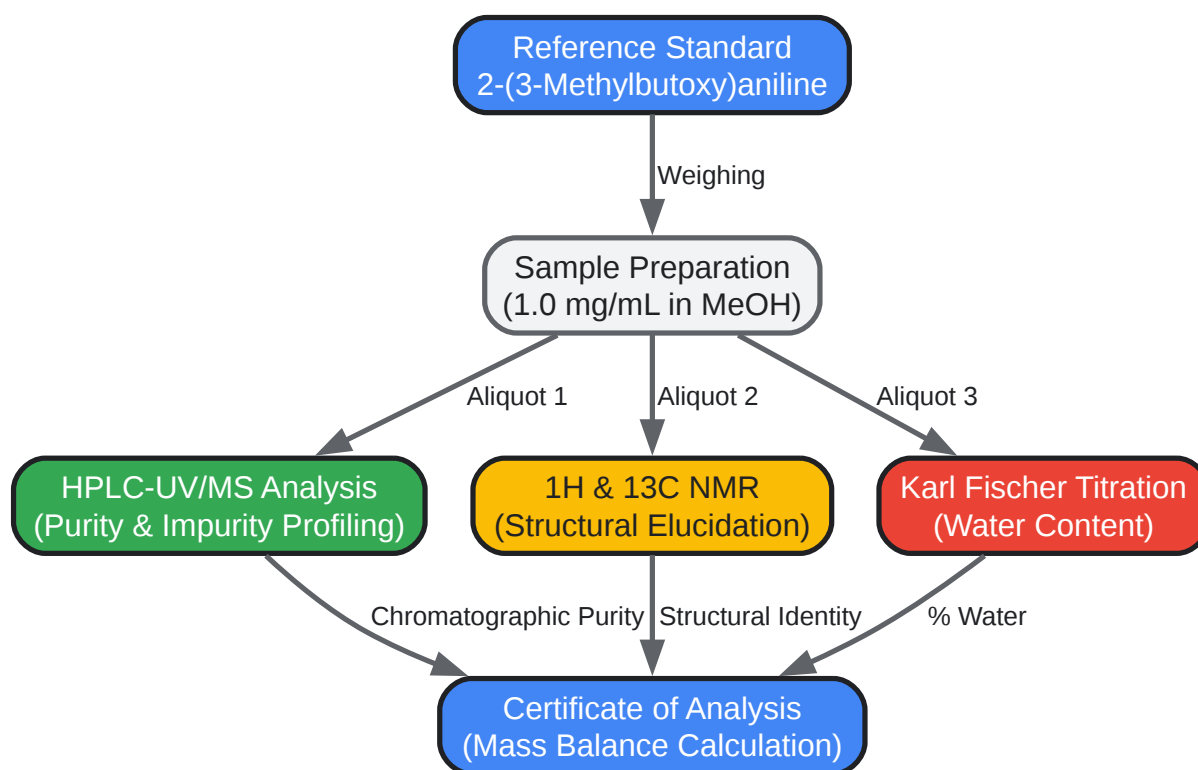 Reference Standard
2-(3-Methylbutoxy)aniline
Weighing
Sample Preparation
(1.0 mg/mL in MeOH)
Aliquot 1
Aliquot 2
Aliquot 3
HPLC-UV/MS Analysis
(Purity & Impurity Profiling)
1H & 13C NMR
(Structural Elucidation)
Karl Fischer Titration
(Water Content)
Chromatographic Purity
Structural Identity
% Water
Certificate of Analysis
(Mass Balance Calculation)